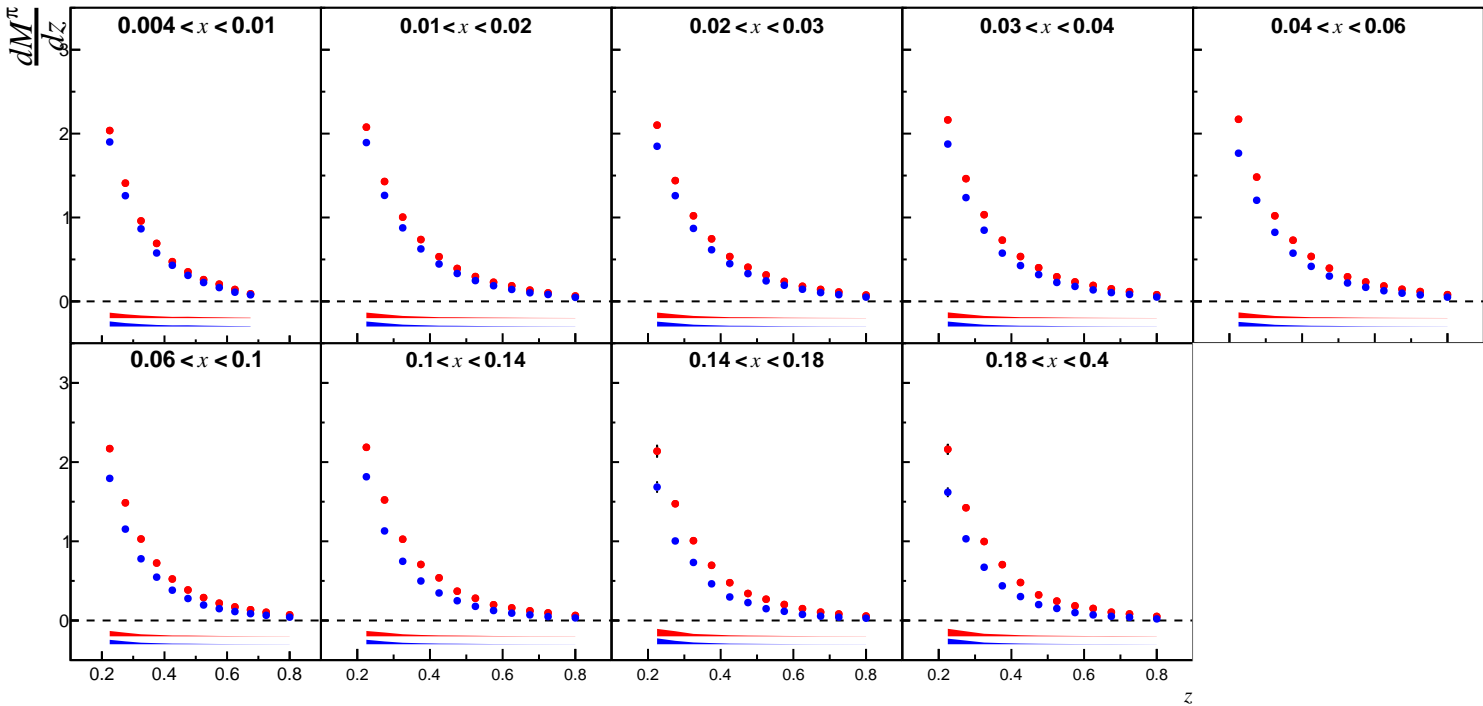 dM^π
dz
0.004 < x < 0.01
0.01 < x < 0.02
0.02 < x < 0.03
0.03 < x < 0.04
0.04 < x < 0.06
3
2
1
0
0.06 < x < 0.1
0.1 < x < 0.14
0.14 < x < 0.18
0.18 < x < 0.4
3
2
1
0
0.2 0.4 0.6 0.8 0.2 0.4 0.6 0.8 0.2 0.4 0.6 0.8 0.2 0.4 0.6 0.8
z